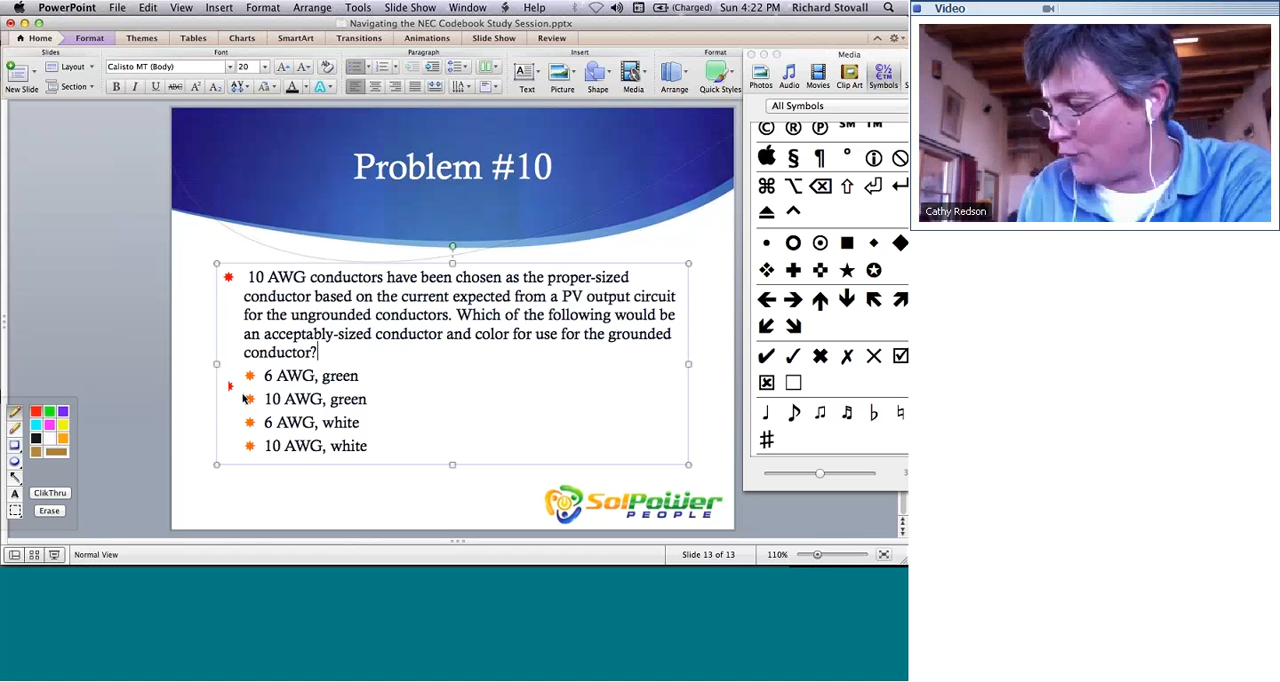 PowerPoint File Edit View Insert Format Arrange Tools Slide Show Window Help (Charged) Sun 4:22 PM Richard Stovall
Navigating the NEC Codebook Study Session.pptx
Home Format Themes Tables Charts SmartArt Transitions Animations Slide Show Review
Slides Font Paragraph Insert Format
New Slide Layout Section Calisto MT (Body) 20 Text Picture Shape Media Arrange Quick Styles
B I U ABC A² A₂
Media
Photos Audio Movies Clip Art Symbols
All Symbols
© ® ℗ SM TM
Problem #10
10 AWG conductors have been chosen as the proper-sized
conductor based on the current expected from a PV output circuit
for the ungrounded conductors. Which of the following would be
an acceptably-sized conductor and color for use for the grounded
conductor?
6 AWG, green
10 AWG, green
6 AWG, white
10 AWG, white
SolPower
PEOPLE
A ClikThru
Erase
Normal View Slide 13 of 13 110%
Video
Cathy Redson